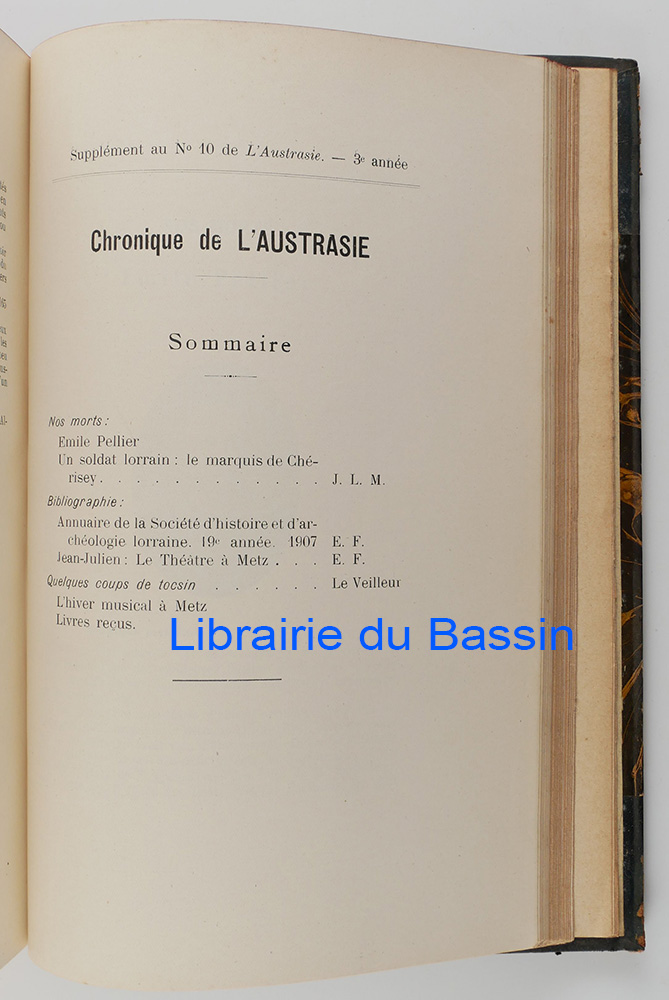 Supplément au Nº 10 de L'Austrasie. — 3e année
Chronique de L'AUSTRASIE
Sommaire
Nos morts :
Emile Pellier
Un soldat lorrain : le marquis de Ché-
risey. . . . . . . . . . . . J. L. M.
Bibliographie :
Annuaire de la Société d'histoire et d'ar-
chéologie lorraine. 19e année. 1907 E. F.
Jean-Julien : Le Théâtre à Metz . . . E. F.
Quelques coups de tocsin . . . . . . Le Veilleur
L'hiver musical à Metz
Livres reçus.
Librairie du Bassin